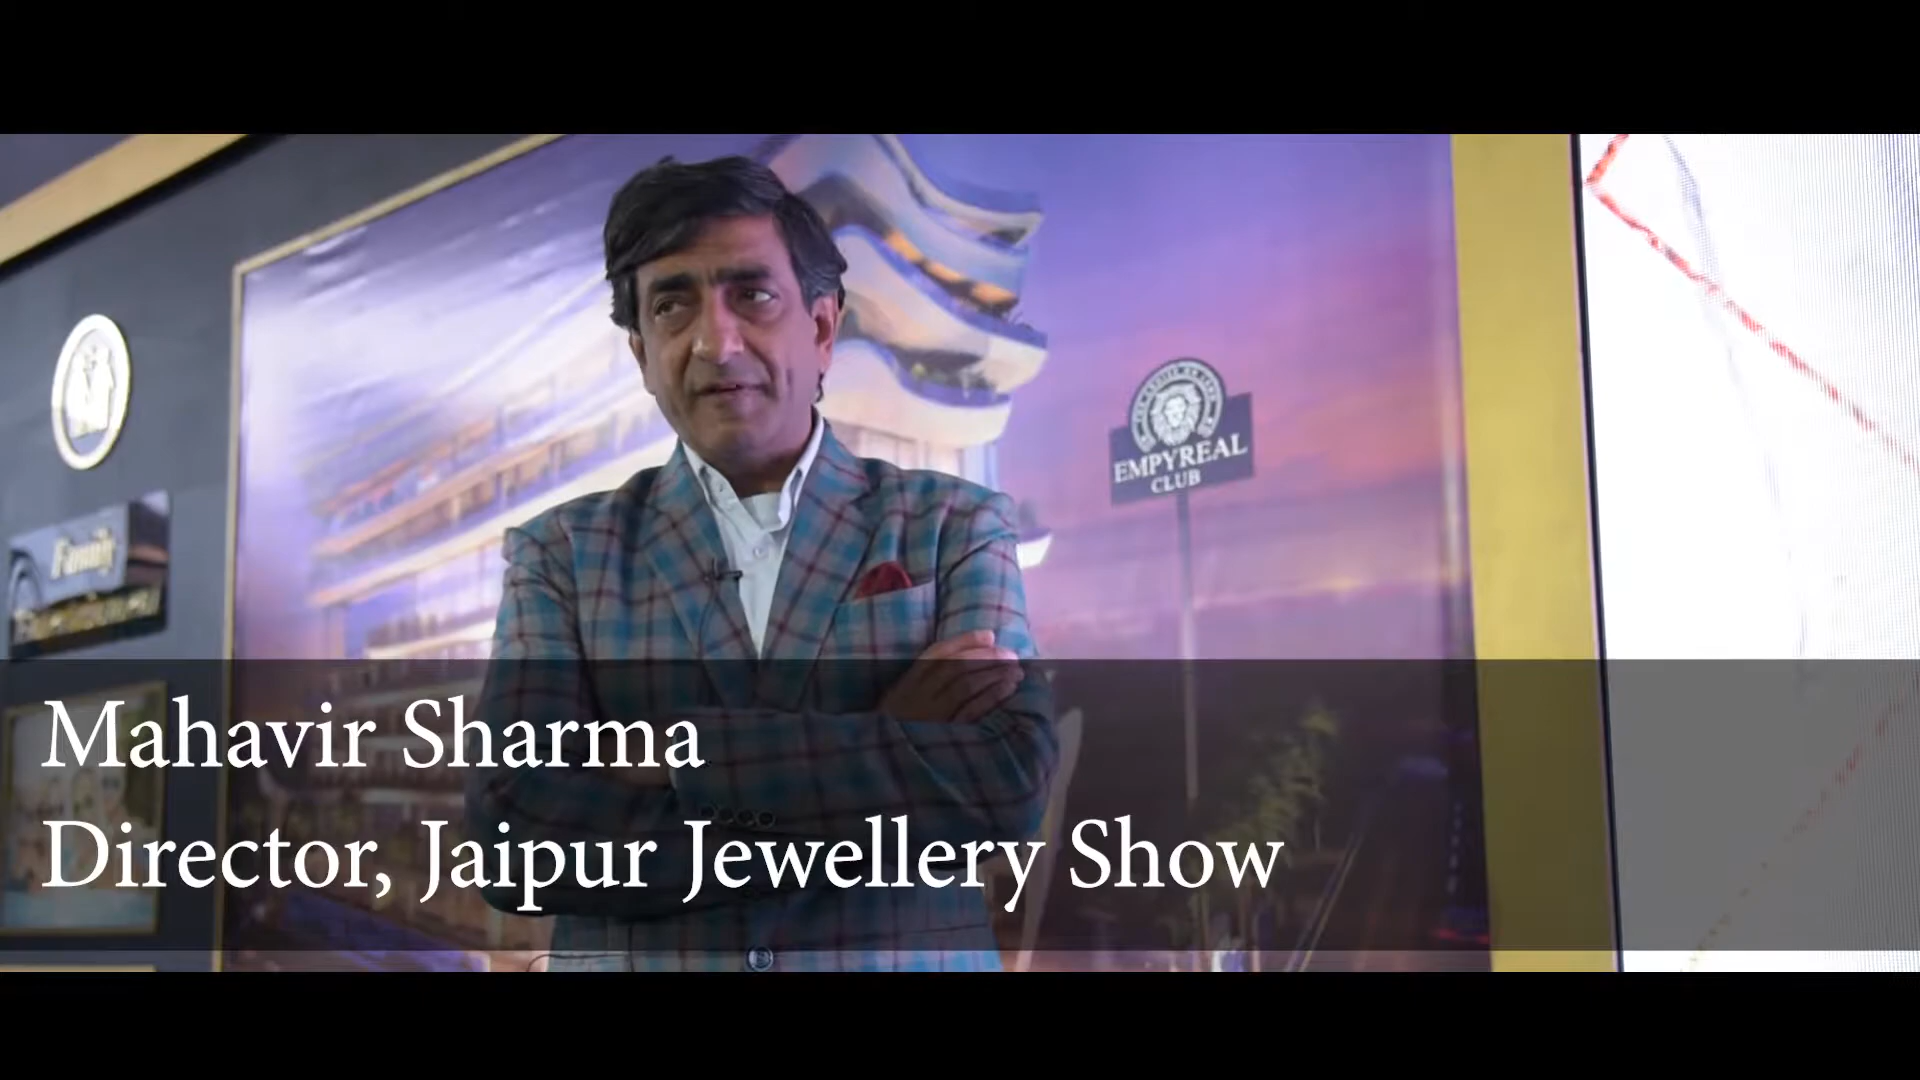 EMPYREAL
CLUB
Family
Mahavir Sharma
Director, Jaipur Jewellery Show